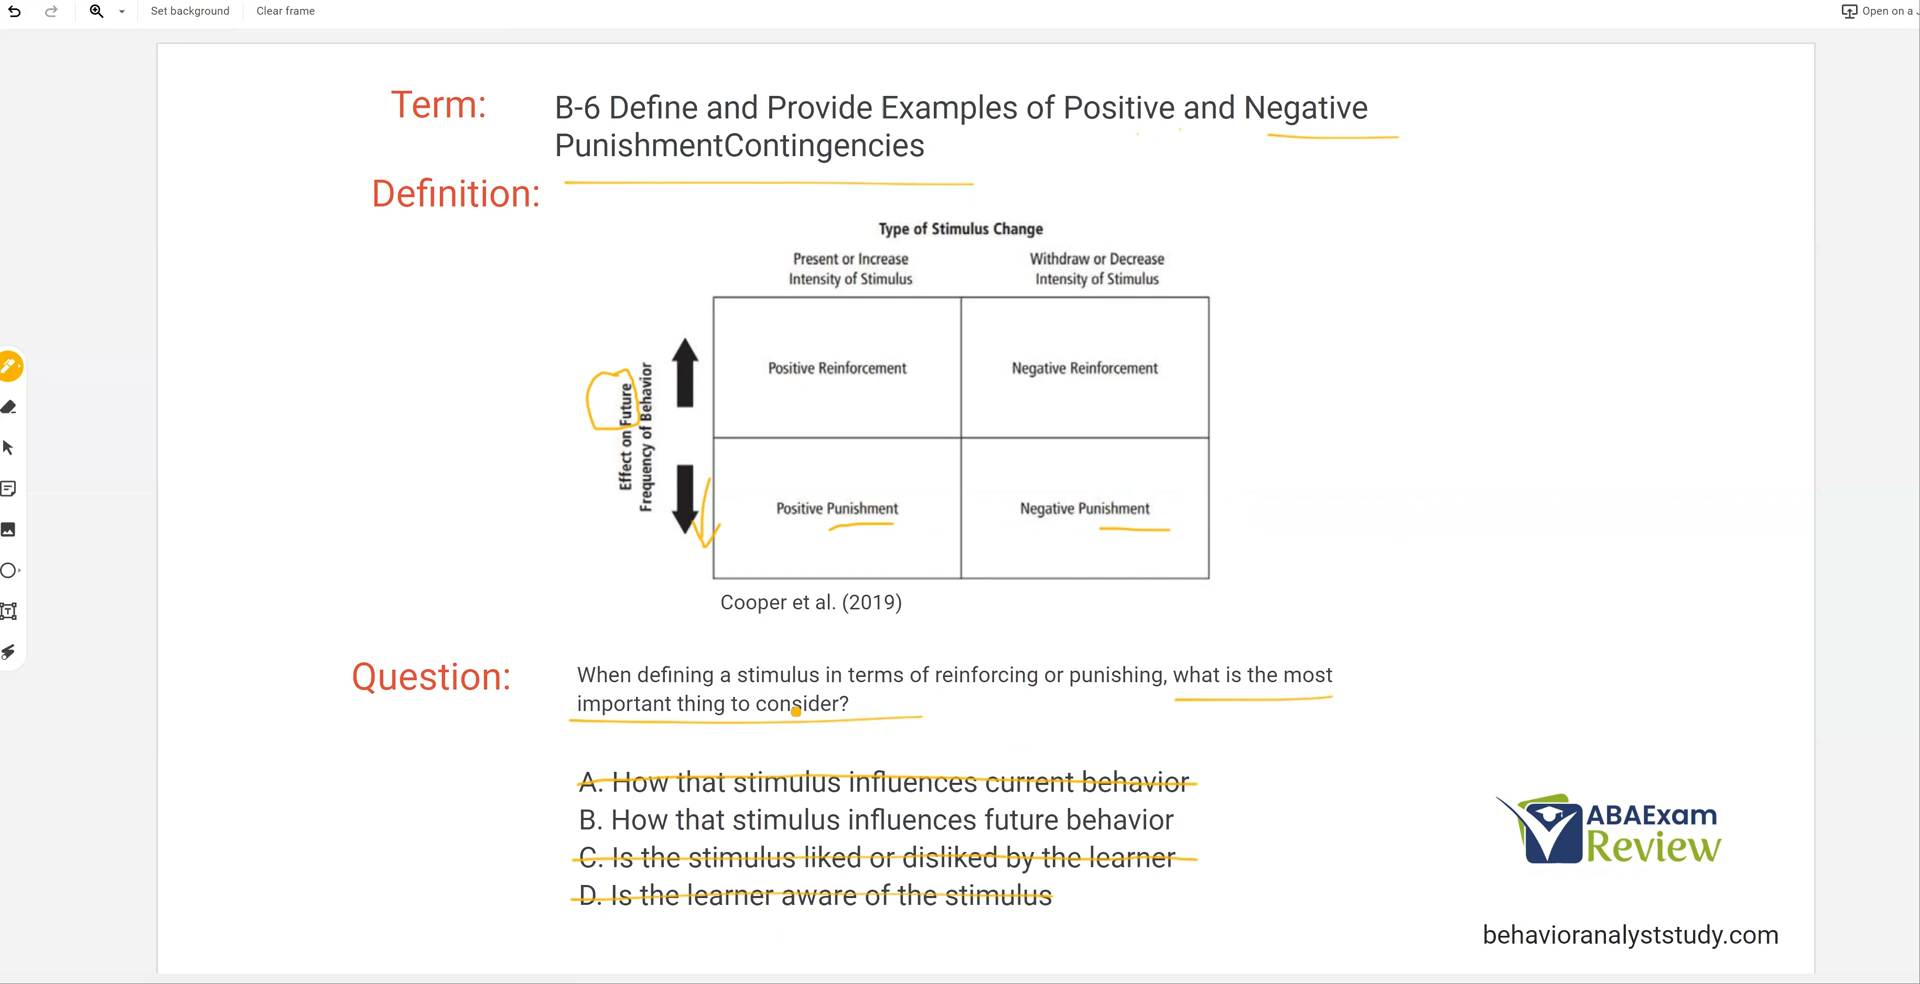 Set background
Clear frame
Open on a
Term:
B-6 Define and Provide Examples of Positive and Negative
PunishmentContingencies
Definition:
Type of Stimulus Change
Present or Increase
Intensity of Stimulus
Withdraw or Decrease
Intensity of Stimulus
Effect on Future
Frequency of Behavior
Positive Reinforcement
Negative Reinforcement
Positive Punishment
Negative Punishment
Cooper et al. (2019)
Question:
When defining a stimulus in terms of reinforcing or punishing, what is the most
important thing to consider?
A. How that stimulus influences current behavior
B. How that stimulus influences future behavior
C. Is the stimulus liked or disliked by the learner
D. Is the learner aware of the stimulus
ABAExam
Review
behavioranalyststudy.com